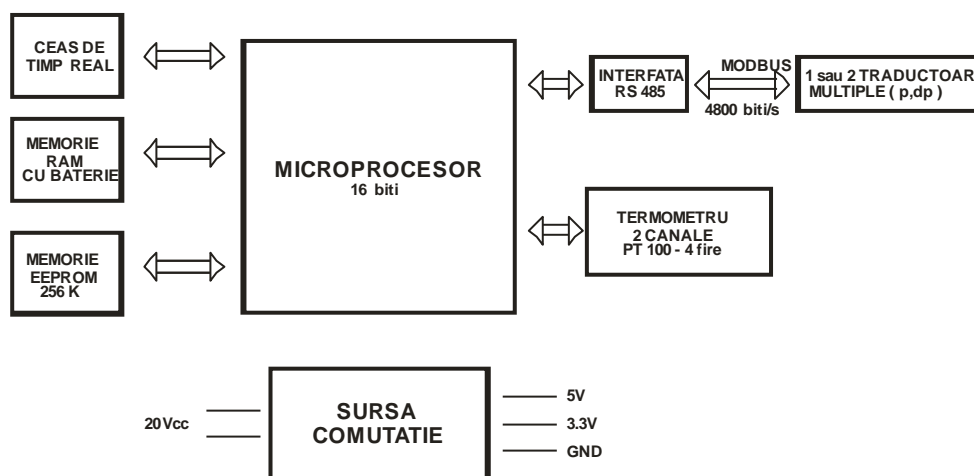 CEAS DE
TIMP REAL
MEMORIE
RAM
CU BATERIE
MEMORIE
EEPROM
256 K
MICROPROCESOR
16 biti
INTERFATA
RS 485
MODBUS
4800 biti/s
1 sau 2 TRADUCTOAR
MULTIPLE ( p,dp )
TERMOMETRU
2 CANALE
PT 100 - 4 fire
20 Vcc
SURSA
COMUTATIE
5V
3.3V
GND